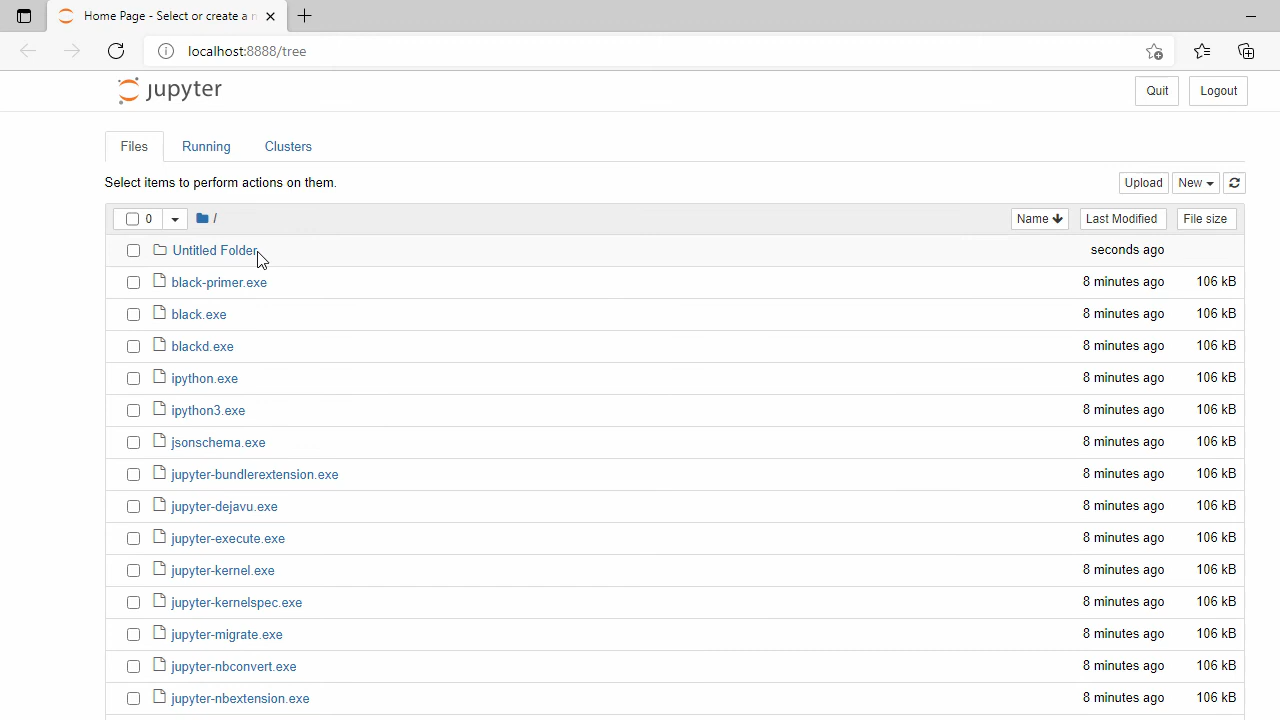 Home Page - Select or create a n
localhost:8888/tree
jupyter
Quit Logout
Files Running Clusters
Select items to perform actions on them.
Upload New
0 / Name Last Modified File size
Untitled Folder seconds ago
black-primer.exe 8 minutes ago 106 kB
black.exe 8 minutes ago 106 kB
blackd.exe 8 minutes ago 106 kB
ipython.exe 8 minutes ago 106 kB
ipython3.exe 8 minutes ago 106 kB
jsonschema.exe 8 minutes ago 106 kB
jupyter-bundlerextension.exe 8 minutes ago 106 kB
jupyter-dejavu.exe 8 minutes ago 106 kB
jupyter-execute.exe 8 minutes ago 106 kB
jupyter-kernel.exe 8 minutes ago 106 kB
jupyter-kernelspec.exe 8 minutes ago 106 kB
jupyter-migrate.exe 8 minutes ago 106 kB
jupyter-nbconvert.exe 8 minutes ago 106 kB
jupyter-nbextension.exe 8 minutes ago 106 kB